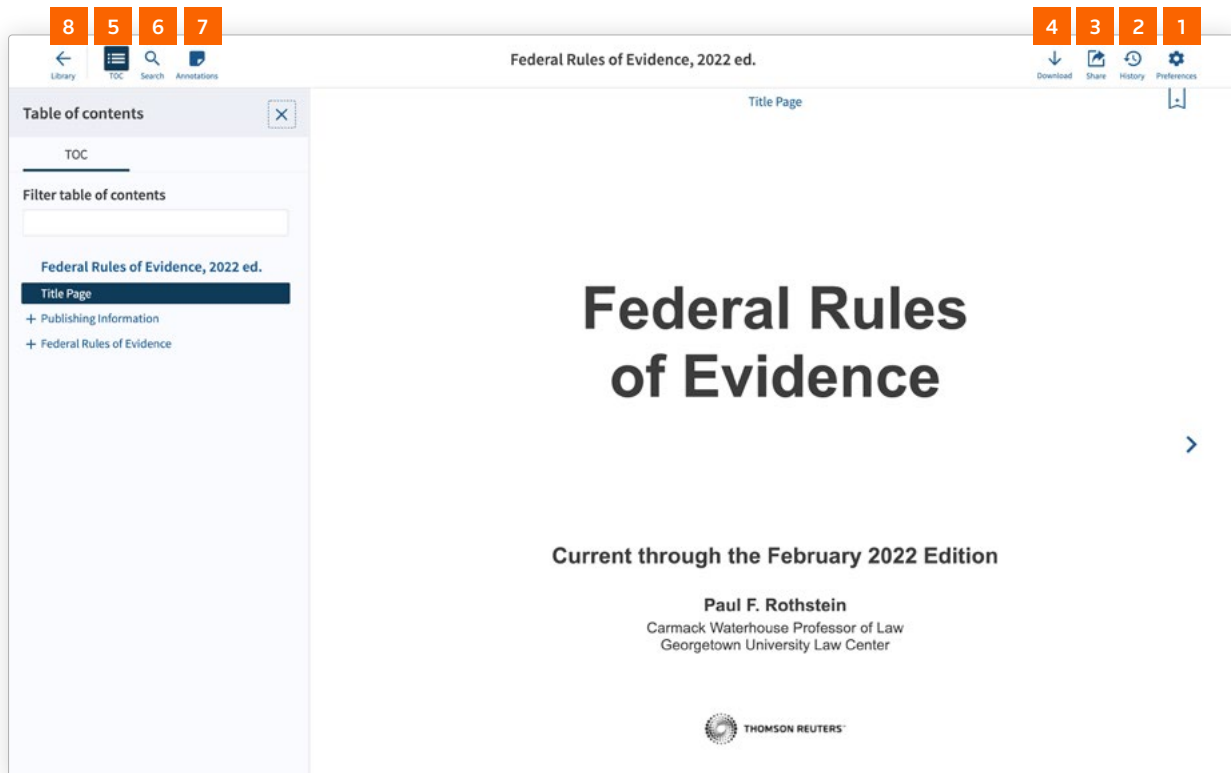 8 5 6 7 4 3 2 1
Library TOC Search Annotations Federal Rules of Evidence, 2022 ed. Download Share History Preferences
Table of contents
Title Page
TOC
Filter table of contents
Federal Rules of Evidence, 2022 ed.
Title Page
+ Publishing Information
+ Federal Rules of Evidence
Federal Rules
of Evidence
Current through the February 2022 Edition
Paul F. Rothstein
Carmack Waterhouse Professor of Law
Georgetown University Law Center
THOMSON REUTERS™